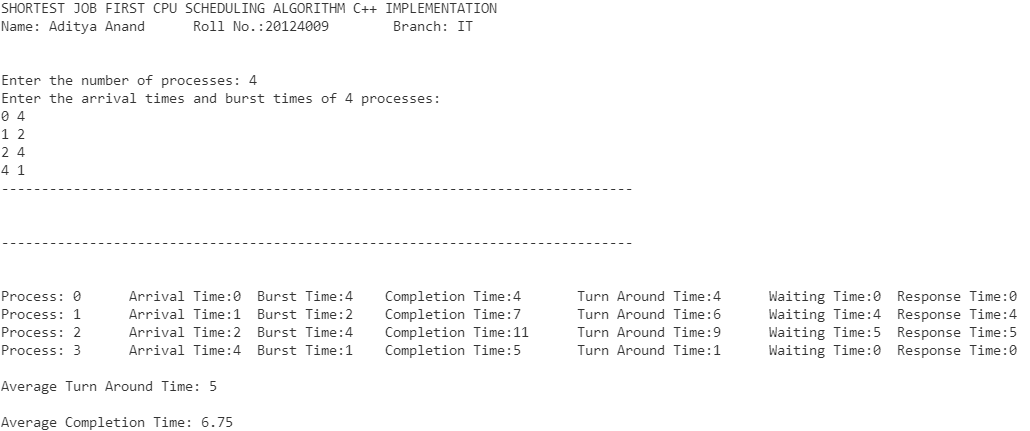 SHORTEST JOB FIRST CPU SCHEDULING ALGORITHM C++ IMPLEMENTATION
Name: Aditya Anand      Roll No.:20124009        Branch: IT
Enter the number of processes: 4
Enter the arrival times and burst times of 4 processes:
0 4
1 2
2 4
4 1
-------------------------------------------------------------------------------
-------------------------------------------------------------------------------
Process: 0      Arrival Time:0  Burst Time:4    Completion Time:4       Turn Around Time:4      Waiting Time:0  Response Time:0
Process: 1      Arrival Time:1  Burst Time:2    Completion Time:7       Turn Around Time:6      Waiting Time:4  Response Time:4
Process: 2      Arrival Time:2  Burst Time:4    Completion Time:11      Turn Around Time:9      Waiting Time:5  Response Time:5
Process: 3      Arrival Time:4  Burst Time:1    Completion Time:5       Turn Around Time:1      Waiting Time:0  Response Time:0
Average Turn Around Time: 5
Average Completion Time: 6.75